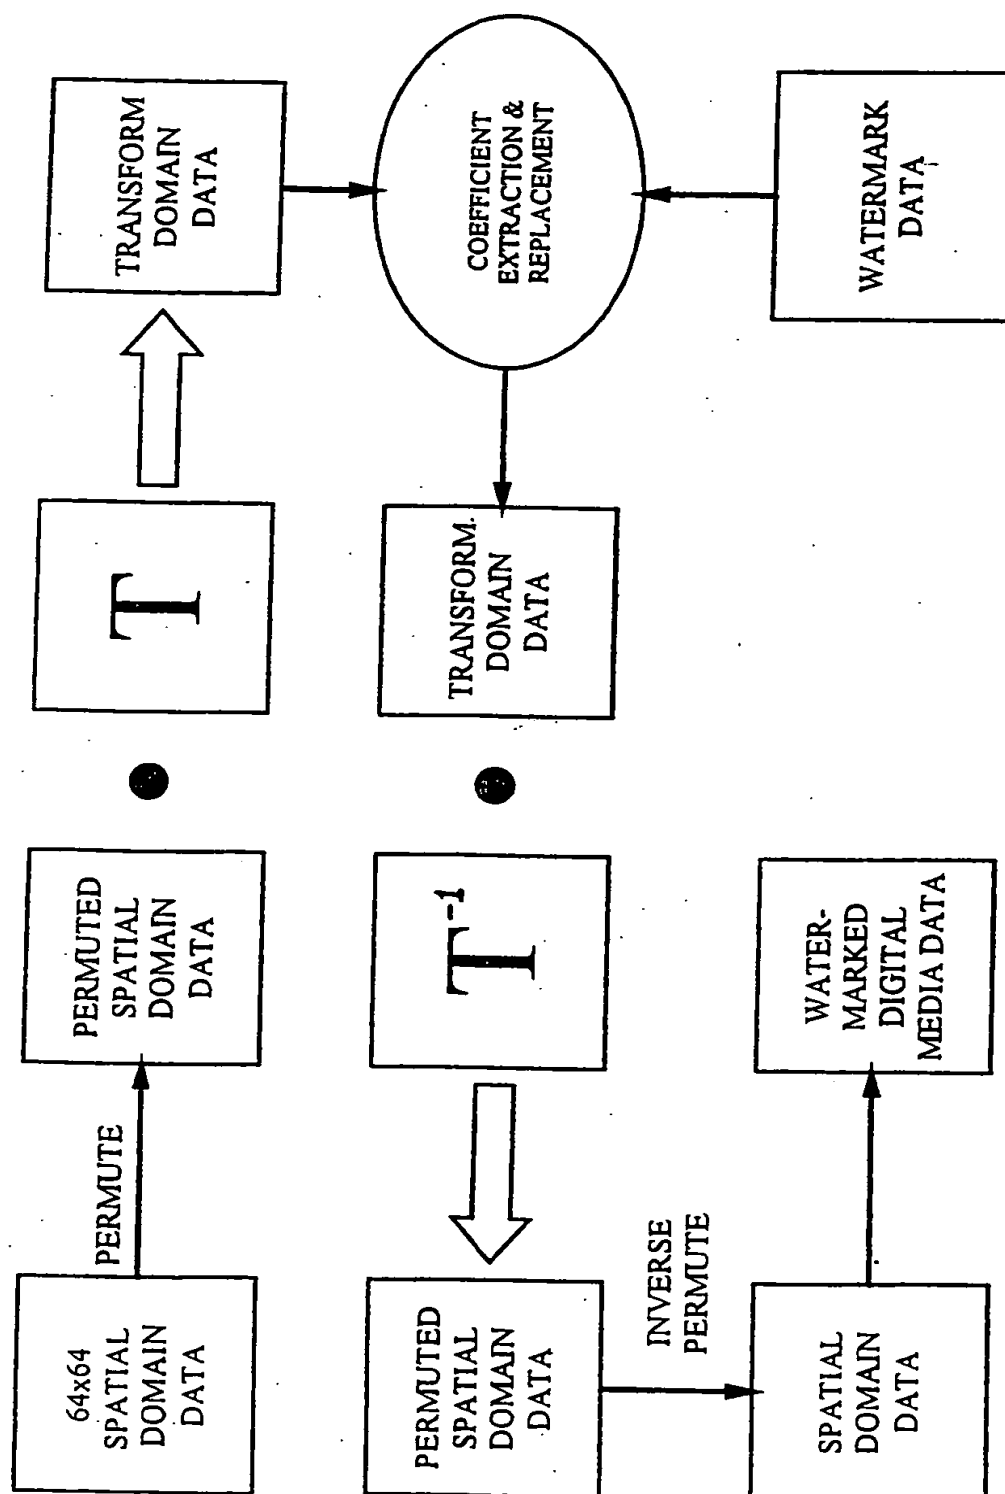 64x64
SPATIAL
DOMAIN
DATA
PERMUTE
PERMUTED
SPATIAL
DOMAIN
DATA
T
TRANSFORM
DOMAIN
DATA
PERMUTED
SPATIAL
DOMAIN
DATA
T-1
TRANSFORM
DOMAIN
DATA
COEFFICIENT
EXTRACTION &
REPLACEMENT
INVERSE
PERMUTE
SPATIAL
DOMAIN
DATA
WATER-
MARKED
DIGITAL
MEDIA DATA
WATERMARK
DATA